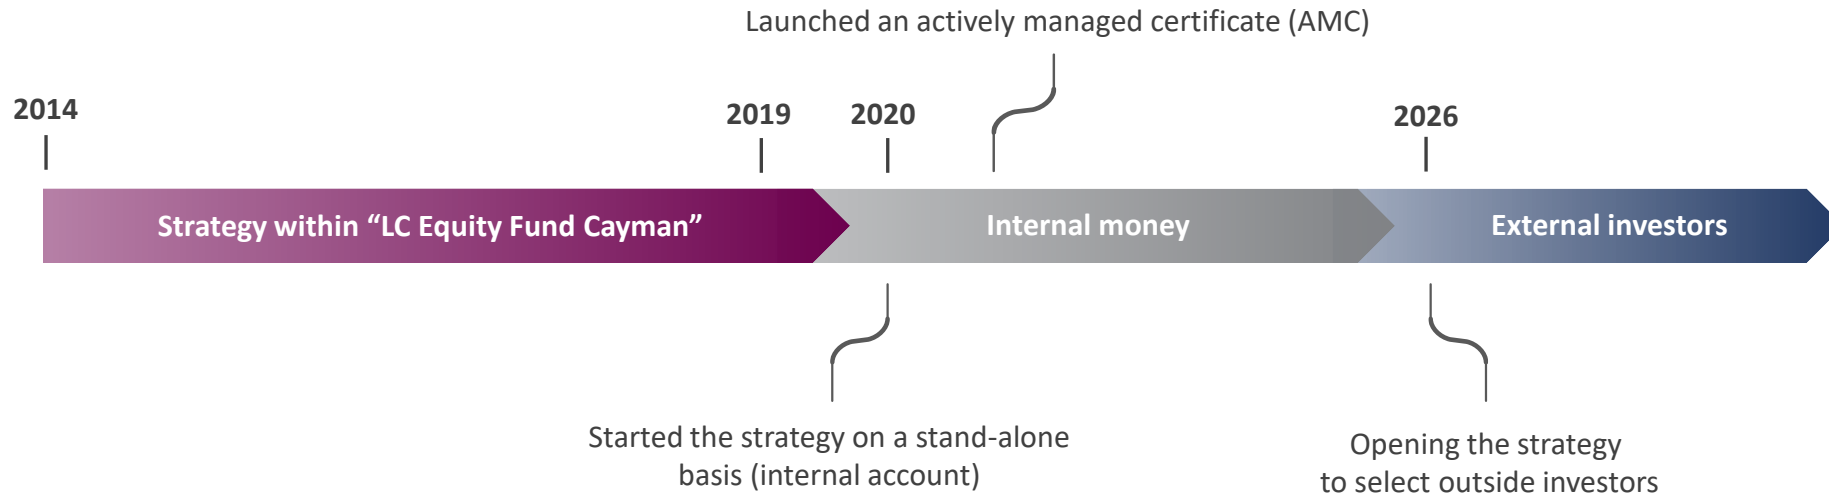 Launched an actively managed certificate (AMC)
2014
2019
2020
2026
Strategy within “LC Equity Fund Cayman”
Internal money
External investors
Started the strategy on a stand-alone
basis (internal account)
Opening the strategy
to select outside investors